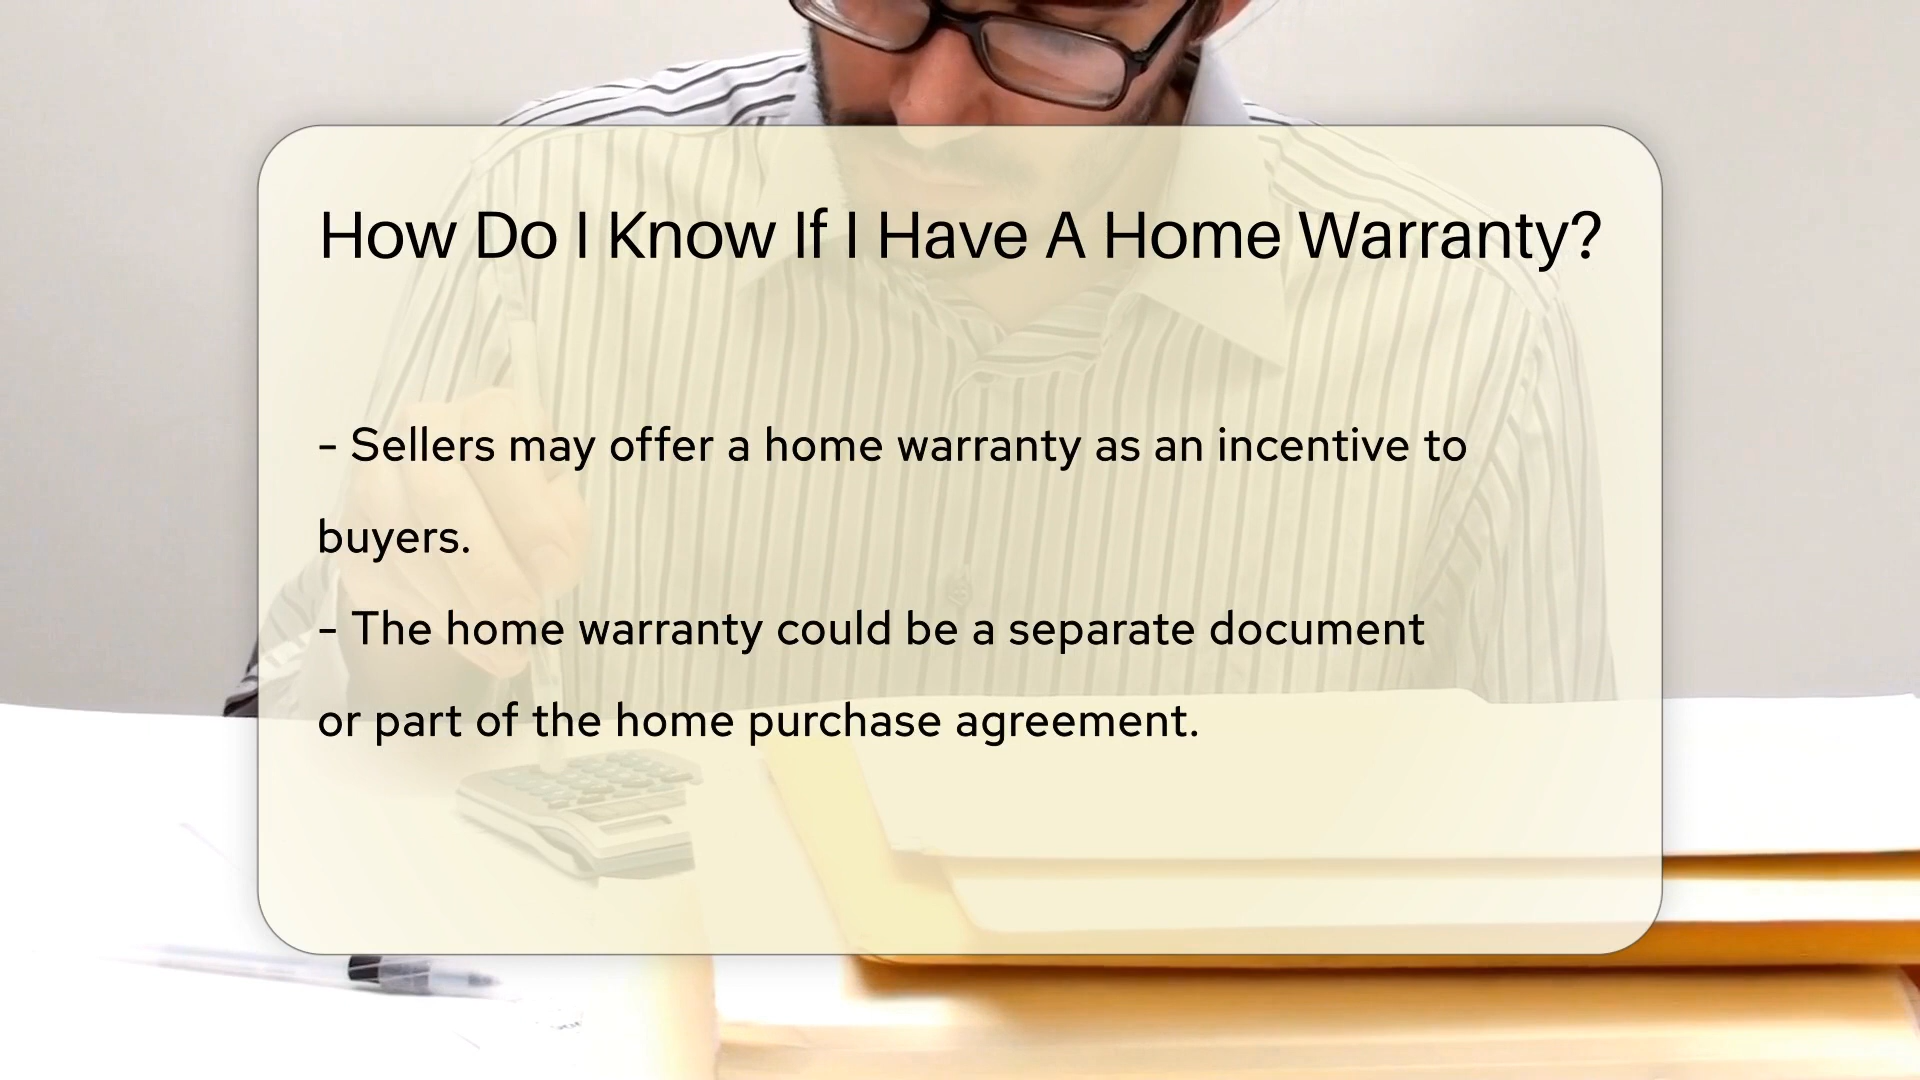 How Do I Know If I Have A Home Warranty?
- Sellers may offer a home warranty as an incentive to
buyers.
- The home warranty could be a separate document
or part of the home purchase agreement.